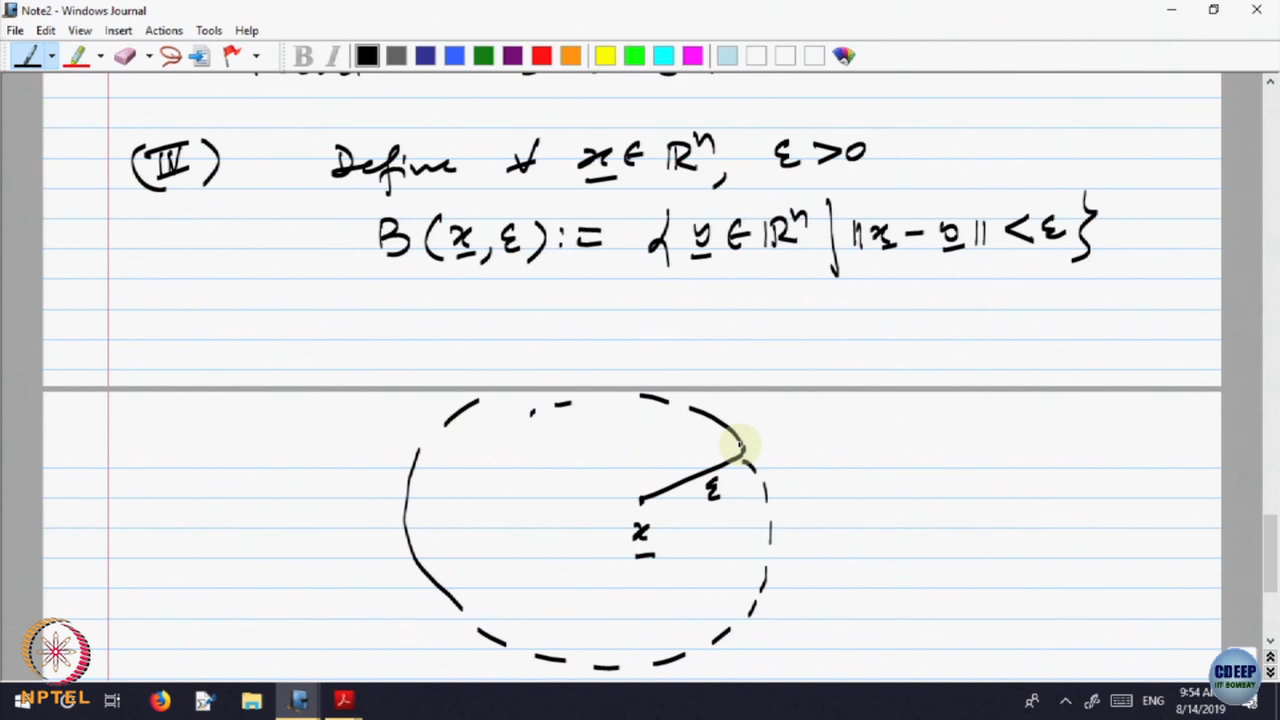 Note2 - Windows Journal
File Edit View Insert Actions Tools Help
B I
(IV) Define ∀ x ∈ ℝⁿ, ε > 0
B(x, ε) := { y ∈ ℝⁿ | ‖x - y‖ < ε }
ε
x
NPTEL
CDEEP
IIT BOMBAY
ENG
9:54
8/14/2019